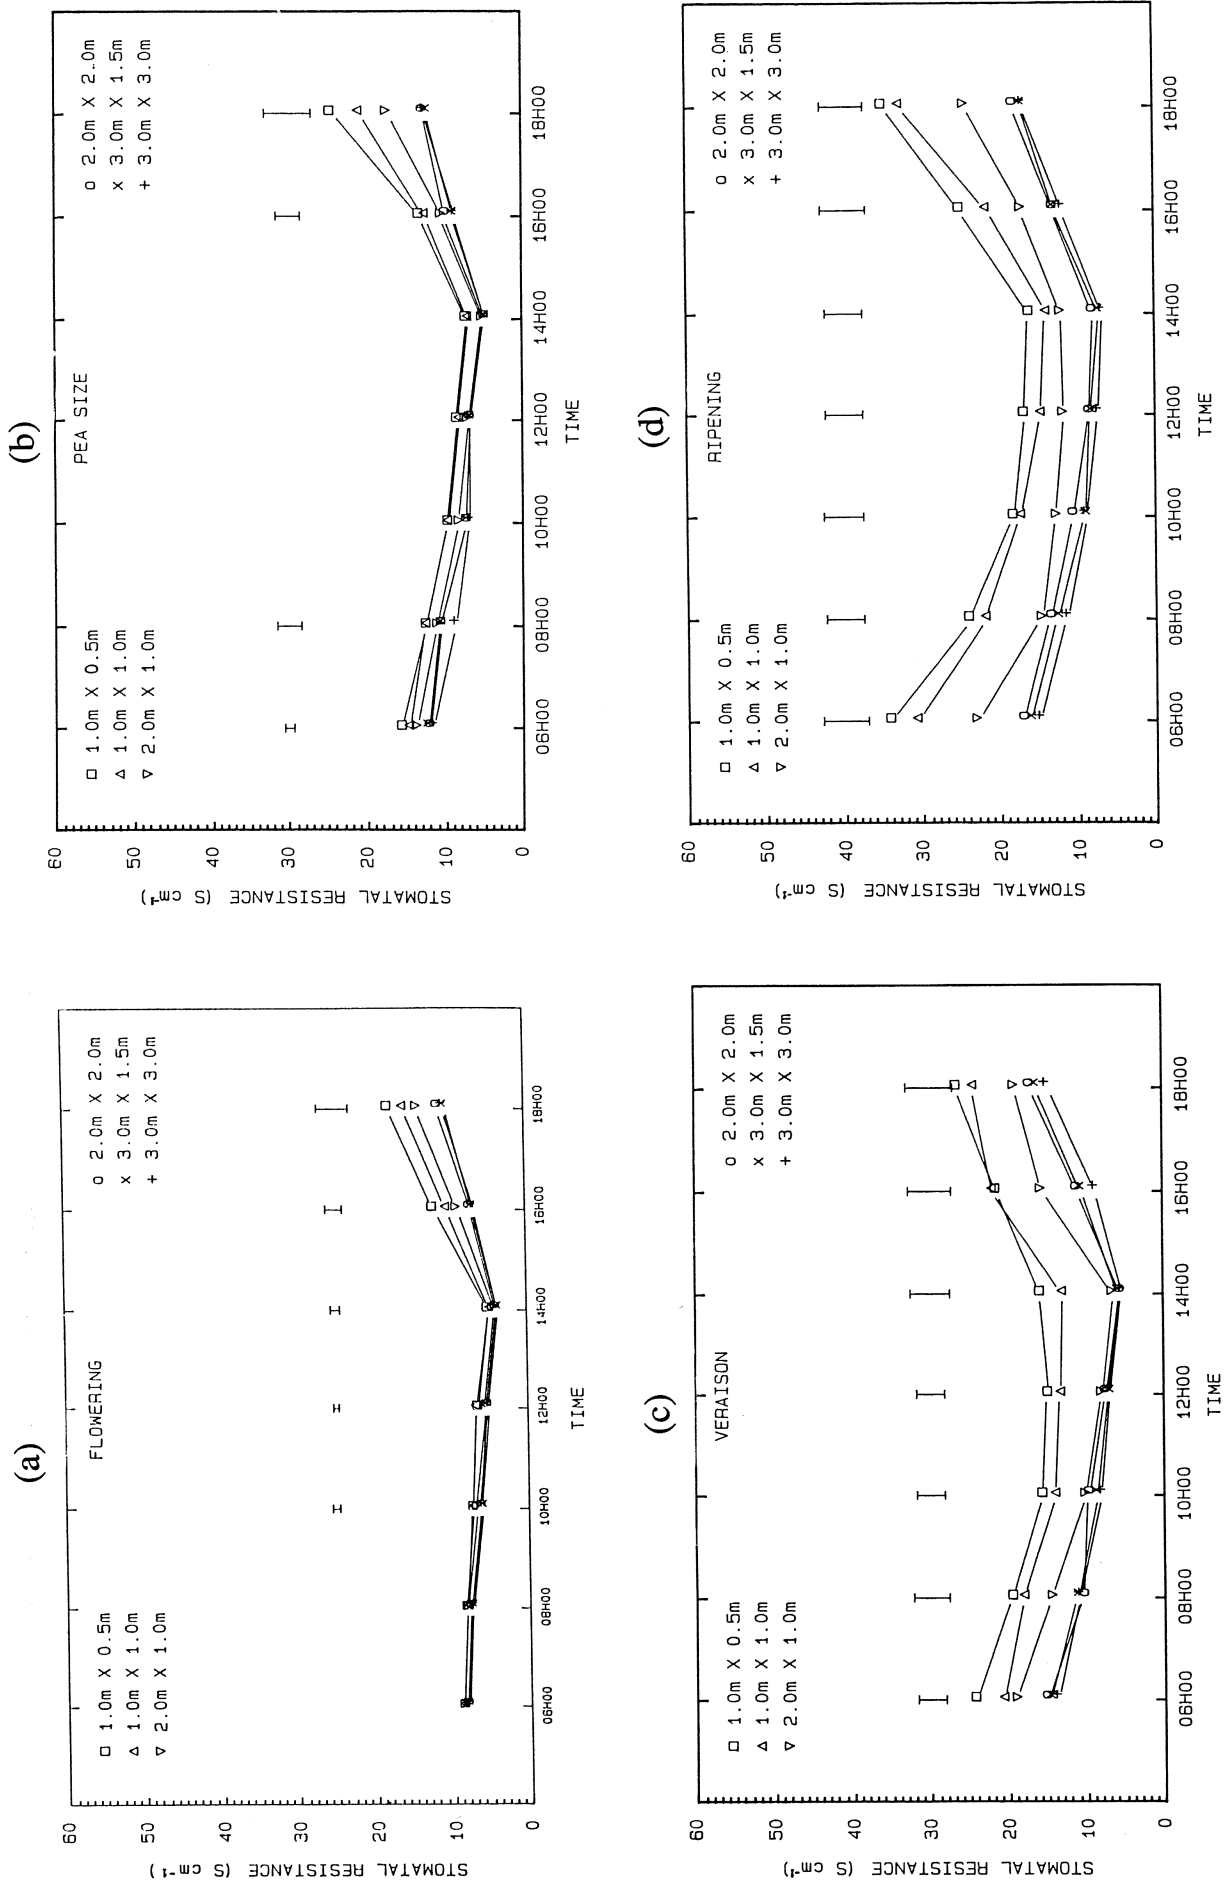 (a)
FLOWERING
□ 1.0m X 0.5m
△ 1.0m X 1.0m
▽ 2.0m X 1.0m
o 2.0m X 2.0m
x 3.0m X 1.5m
+ 3.0m X 3.0m
STOMATAL RESISTANCE (S cm⁻¹)
60
50
40
30
20
10
0
06H00 08H00 10H00 12H00 14H00 16H00 18H00
TIME
(b)
PEA SIZE
□ 1.0m X 0.5m
△ 1.0m X 1.0m
▽ 2.0m X 1.0m
o 2.0m X 2.0m
x 3.0m X 1.5m
+ 3.0m X 3.0m
STOMATAL RESISTANCE (S cm⁻¹)
60
50
40
30
20
10
0
06H00 08H00 10H00 12H00 14H00 16H00 18H00
TIME
(c)
VERAISON
□ 1.0m X 0.5m
△ 1.0m X 1.0m
▽ 2.0m X 1.0m
o 2.0m X 2.0m
x 3.0m X 1.5m
+ 3.0m X 3.0m
STOMATAL RESISTANCE (S cm⁻¹)
60
50
40
30
20
10
0
06H00 08H00 10H00 12H00 14H00 16H00 18H00
TIME
(d)
RIPENING
□ 1.0m X 0.5m
△ 1.0m X 1.0m
▽ 2.0m X 1.0m
o 2.0m X 2.0m
x 3.0m X 1.5m
+ 3.0m X 3.0m
STOMATAL RESISTANCE (S cm⁻¹)
60
50
40
30
20
10
0
06H00 08H00 10H00 12H00 14H00 16H00 18H00
TIME